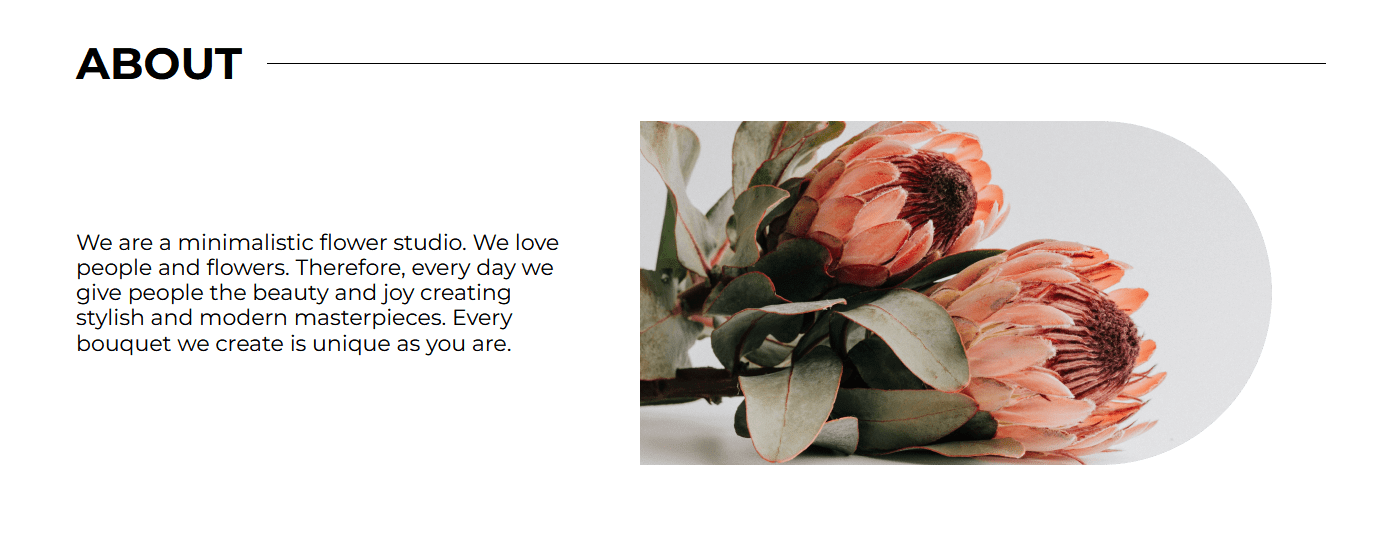 ABOUT
We are a minimalistic flower studio. We love
people and flowers. Therefore, every day we
give people the beauty and joy creating
stylish and modern masterpieces. Every
bouquet we create is unique as you are.